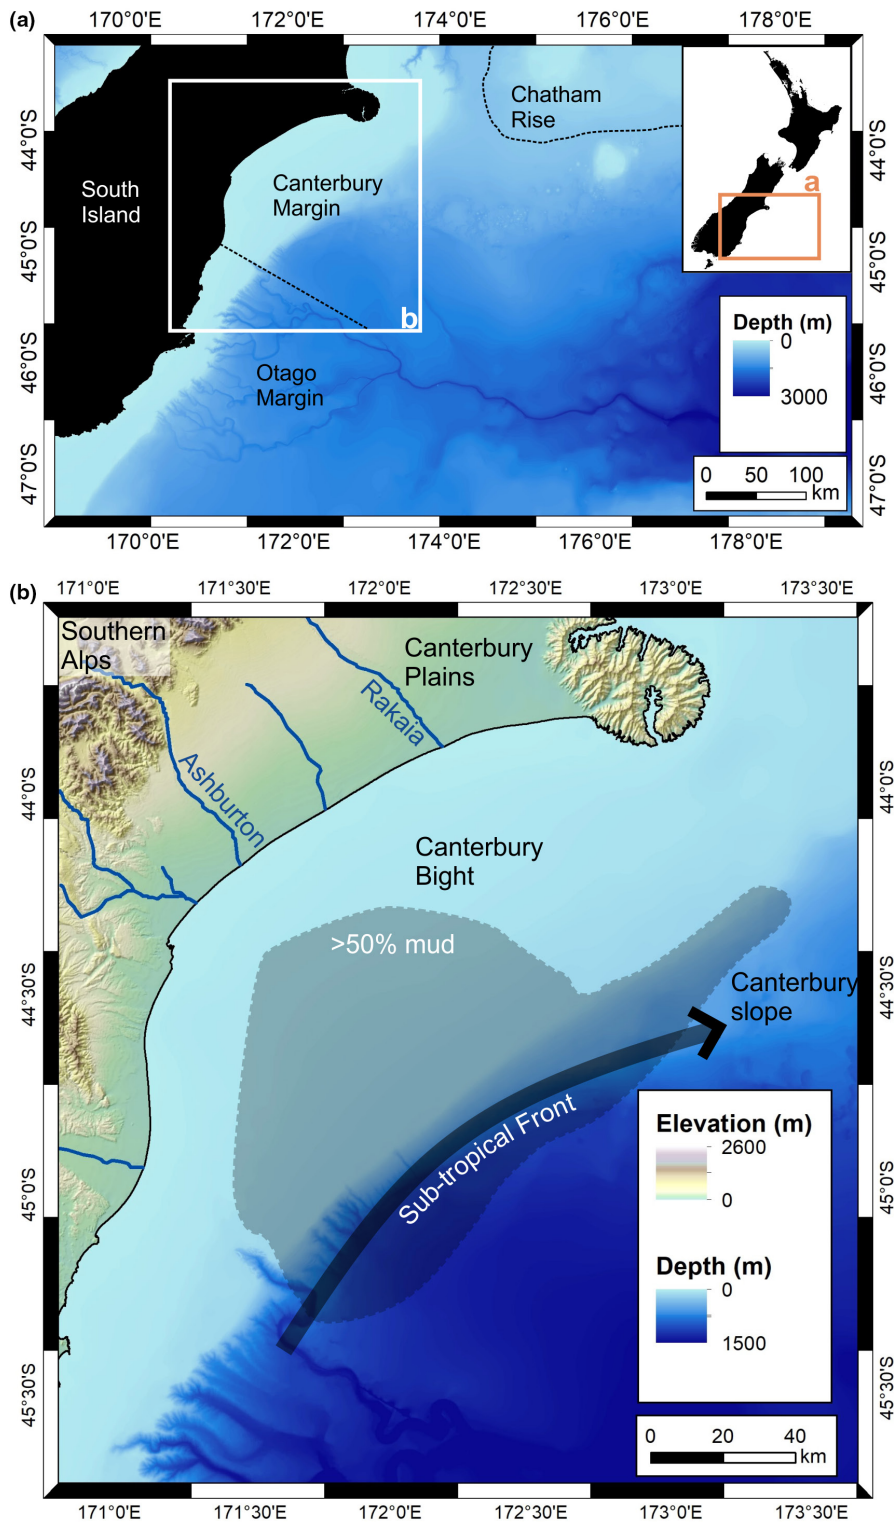 (a)
170°0'E
172°0'E
174°0'E
176°0'E
178°0'E
44°0'S
45°0'S
46°0'S
47°0'S
44°0'S
45°0'S
46°0'S
47°0'S
Chatham
Rise
South
Island
Canterbury
Margin
b
Otago
Margin
a
Depth (m)
0
3000
0
50
100
km
170°0'E
172°0'E
174°0'E
176°0'E
178°0'E
(b)
171°0'E
171°30'E
172°0'E
172°30'E
173°0'E
173°30'E
Southern
Alps
Canterbury
Plains
Rakaia
Ashburton
44°0'S
44°30'S
45°0'S
45°30'S
44°0'S
44°30'S
45°0'S
45°30'S
Canterbury
Bight
>50% mud
Canterbury
slope
Sub-tropical Front
Elevation (m)
2600
0
Depth (m)
0
1500
0
20
40
km
171°0'E
171°30'E
172°0'E
172°30'E
173°0'E
173°30'E